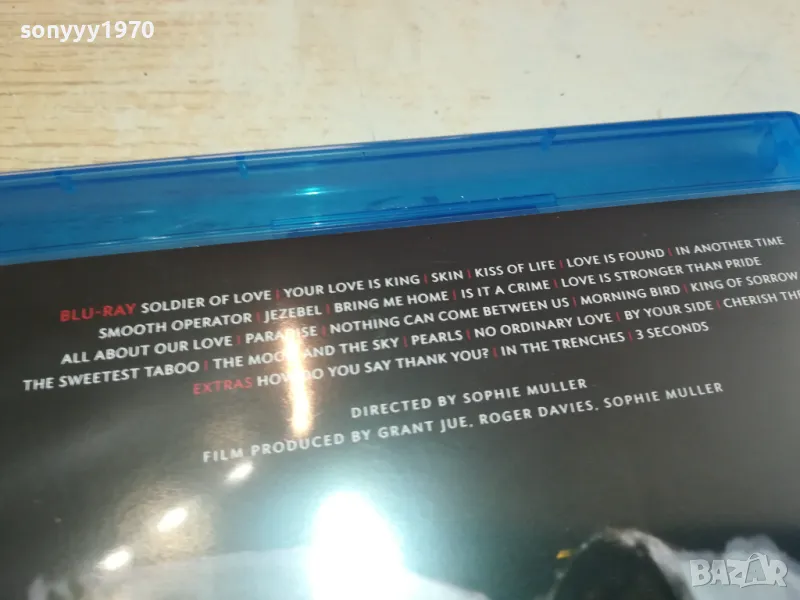 sonyyy1970
BLU-RAY SOLDIER OF LOVE | YOUR LOVE IS KING | SKIN | KISS OF LIFE | LOVE IS FOUND | IN ANOTHER TIME
SMOOTH OPERATOR | JEZEBEL | BRING ME HOME | IS IT A CRIME | LOVE IS STRONGER THAN PRIDE
ALL ABOUT OUR LOVE | PARADISE | NOTHING CAN COME BETWEEN US | MORNING BIRD | KING OF SORROW
THE SWEETEST TABOO | THE MOON AND THE SKY | PEARLS | NO ORDINARY LOVE | BY YOUR SIDE | CHERISH THE
EXTRAS HOW DO YOU SAY THANK YOU? | IN THE TRENCHES | 3 SECONDS
DIRECTED BY SOPHIE MULLER
FILM PRODUCED BY GRANT JUE, ROGER DAVIES, SOPHIE MULLER
BAZAR